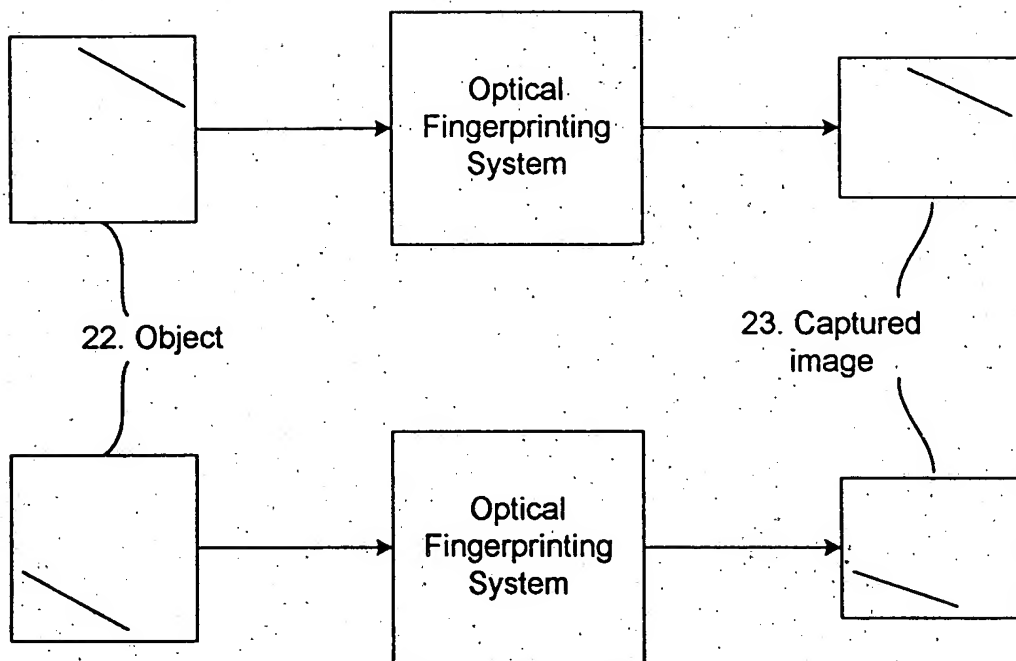 Optical
Fingerprinting
System
22. Object
23. Captured
image
Optical
Fingerprinting
System